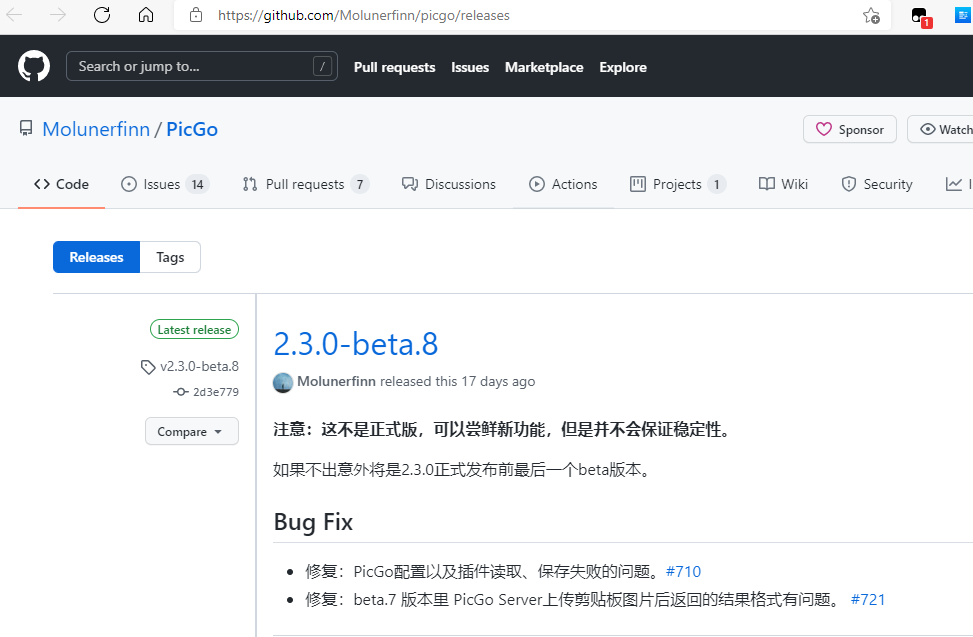 https://github.com/Molunerfinn/picgo/releases
1
Search or jump to... /
Pull requests Issues Marketplace Explore
Molunerfinn / PicGo
Sponsor
Watch
Code
Issues 14
Pull requests 7
Discussions
Actions
Projects 1
Wiki
Security
Releases Tags
Latest release
v2.3.0-beta.8
2d3e779
Compare
2.3.0-beta.8
Molunerfinn released this 17 days ago
注意：这不是正式版，可以尝鲜新功能，但是并不会保证稳定性。
如果不出意外将是2.3.0正式发布前最后一个beta版本。
Bug Fix
修复：PicGo配置以及插件读取、保存失败的问题。#710
修复：beta.7 版本里 PicGo Server上传剪贴板图片后返回的结果格式有问题。 #721